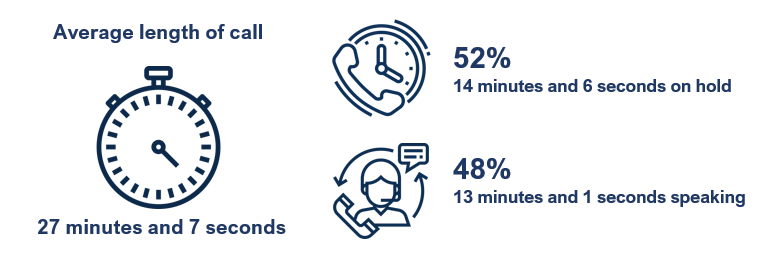 Average length of call
27 minutes and 7 seconds
52%
14 minutes and 6 seconds on hold
48%
13 minutes and 1 seconds speaking